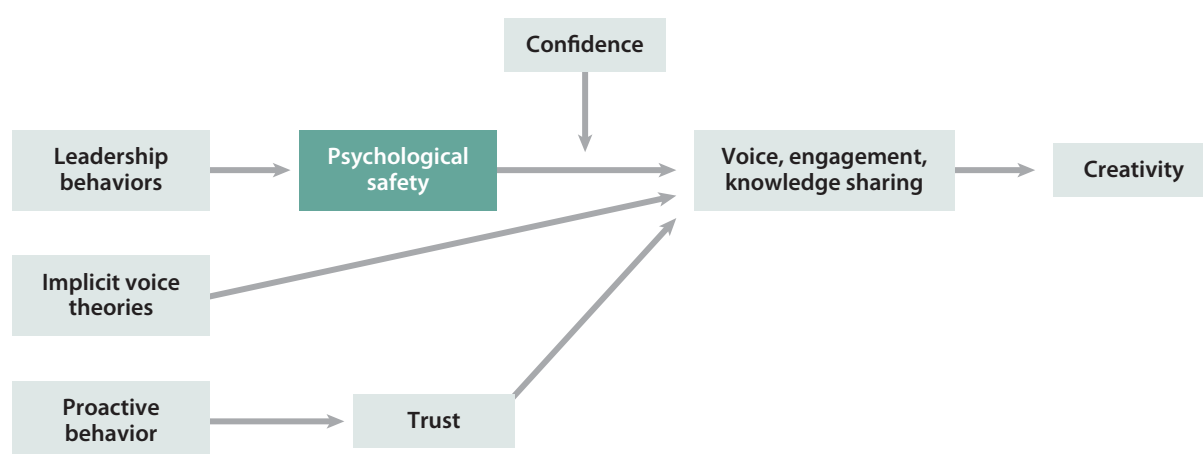 Confidence
Leadership
behaviors
Psychological
safety
Voice, engagement,
knowledge sharing
Creativity
Implicit voice
theories
Proactive
behavior
Trust